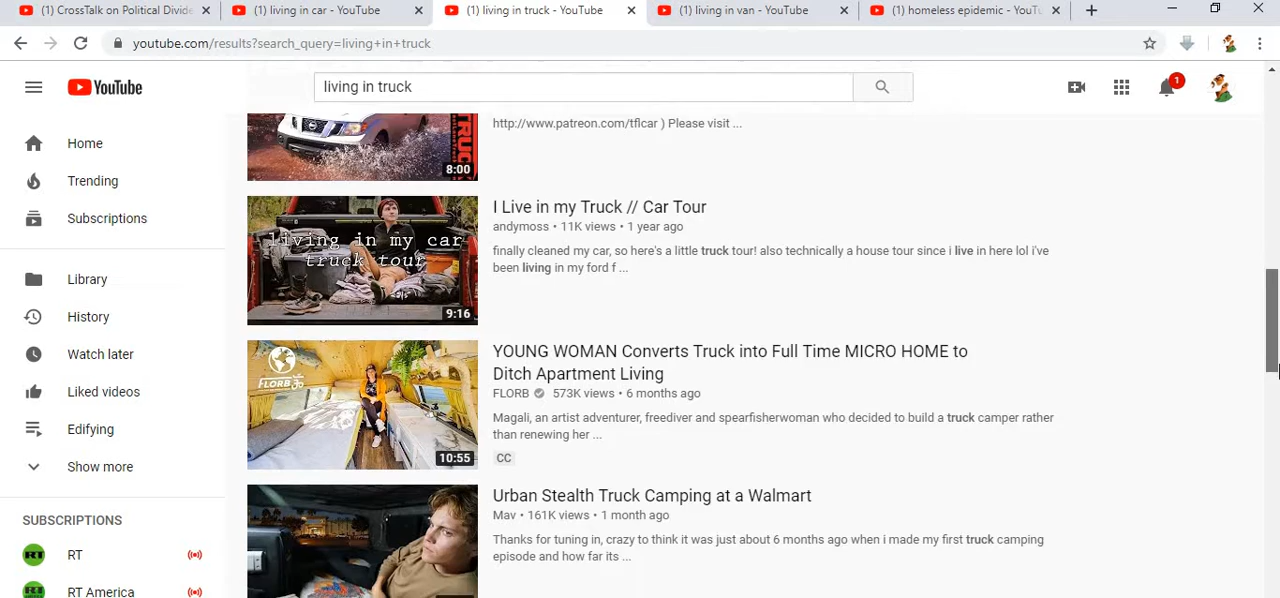 (1) CrossTalk on Political Divide
(1) living in car - YouTube
(1) living in truck - YouTube
(1) living in van - YouTube
(1) homeless epidemic - YouTu
youtube.com/results?search_query=living+in+truck
YouTube
living in truck
1
Home
Trending
Subscriptions
Library
History
Watch later
Liked videos
Edifying
Show more
SUBSCRIPTIONS
RT
RT
RT America
TRUCK
8:00
http://www.patreon.com/tflcar ) Please visit ...
living in my car
truck tour
9:16
I Live in my Truck // Car Tour
andymoss • 11K views • 1 year ago
finally cleaned my car, so here's a little truck tour! also technically a house tour since i live in here lol i've
been living in my ford f ...
FLORB
10:55
YOUNG WOMAN Converts Truck into Full Time MICRO HOME to
Ditch Apartment Living
FLORB 573K views • 6 months ago
Magali, an artist adventurer, freediver and spearfisherwoman who decided to build a truck camper rather
than renewing her ...
CC
Urban Stealth Truck Camping at a Walmart
Mav • 161K views • 1 month ago
Thanks for tuning in, crazy to think it was just about 6 months ago when i made my first truck camping
episode and how far its ...